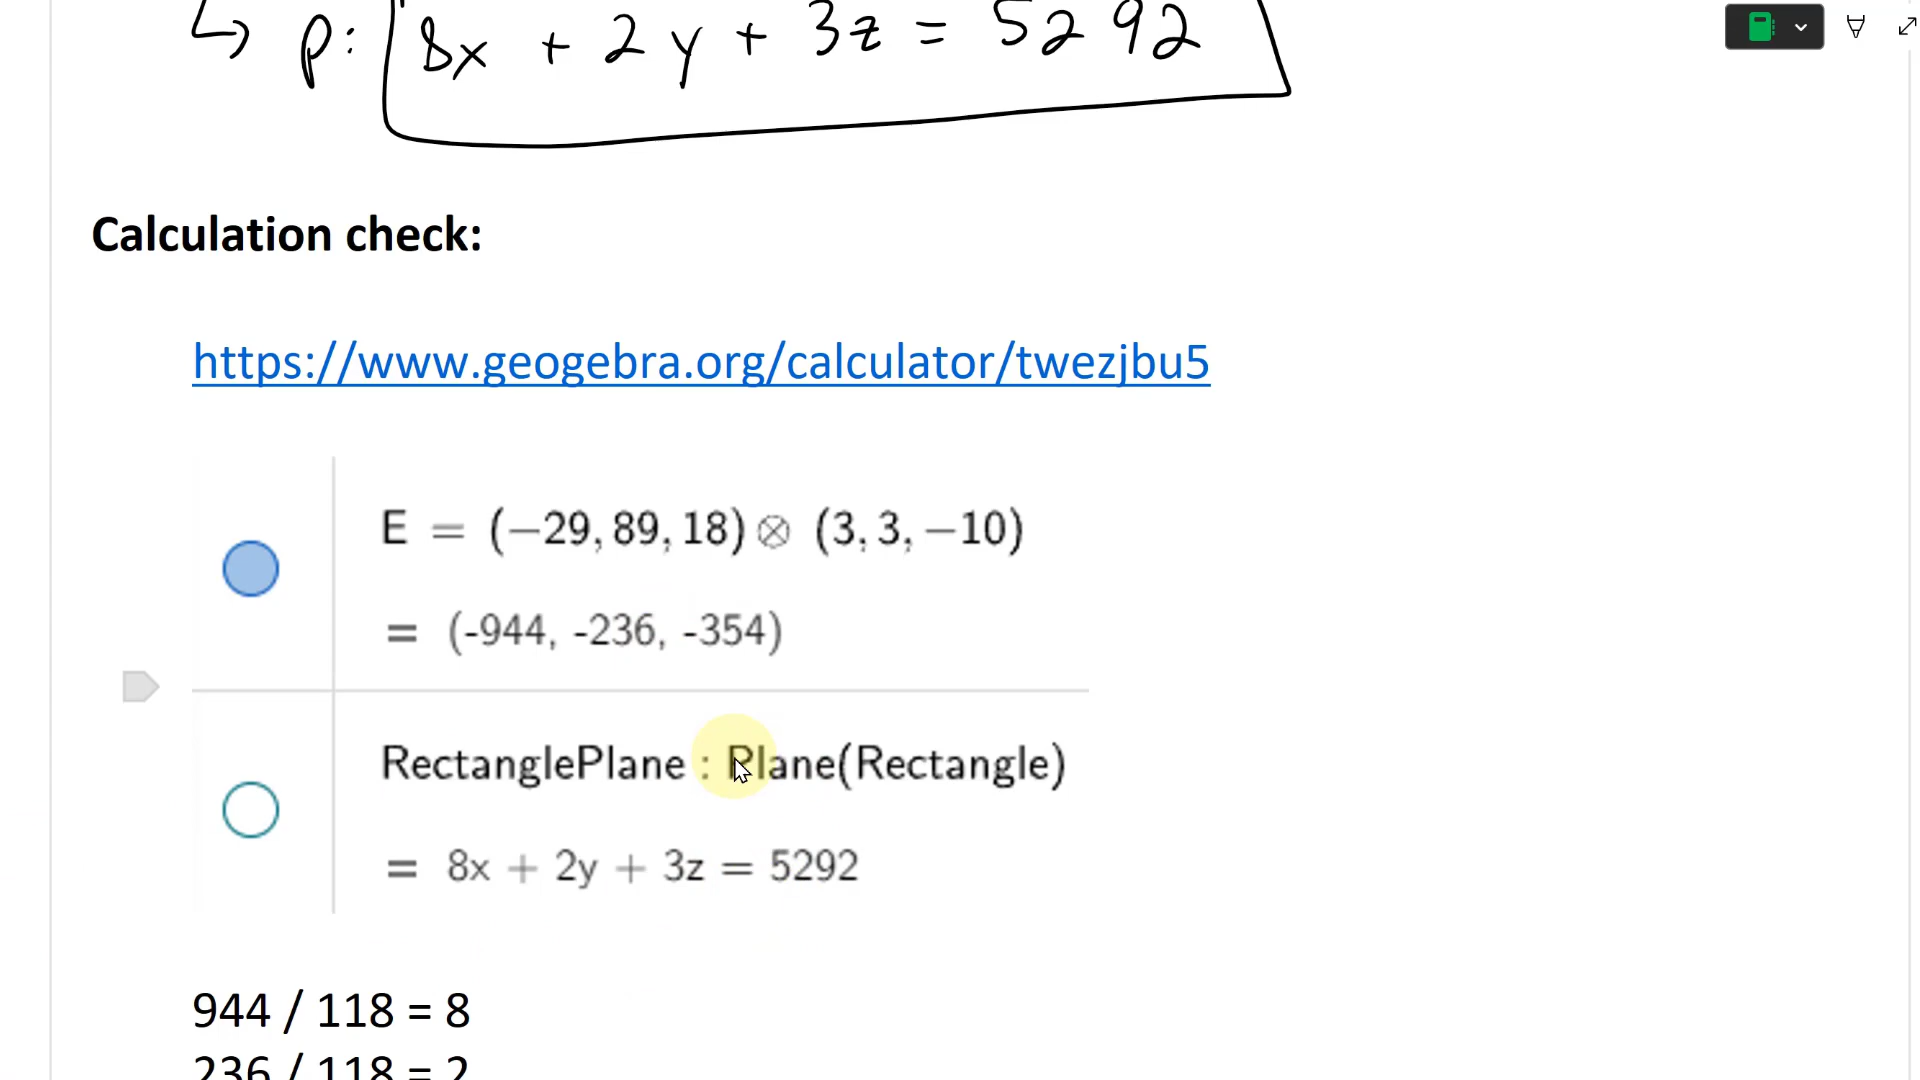 ↳ p: 8x + 2y + 3z = 5292
Calculation check:
https://www.geogebra.org/calculator/twezjbu5
E = (−29, 89, 18) ⊗ (3, 3, −10)
= (-944, -236, -354)
RectanglePlane : Plane(Rectangle)
= 8x + 2y + 3z = 5292
944 / 118 = 8
236 / 118 = 2